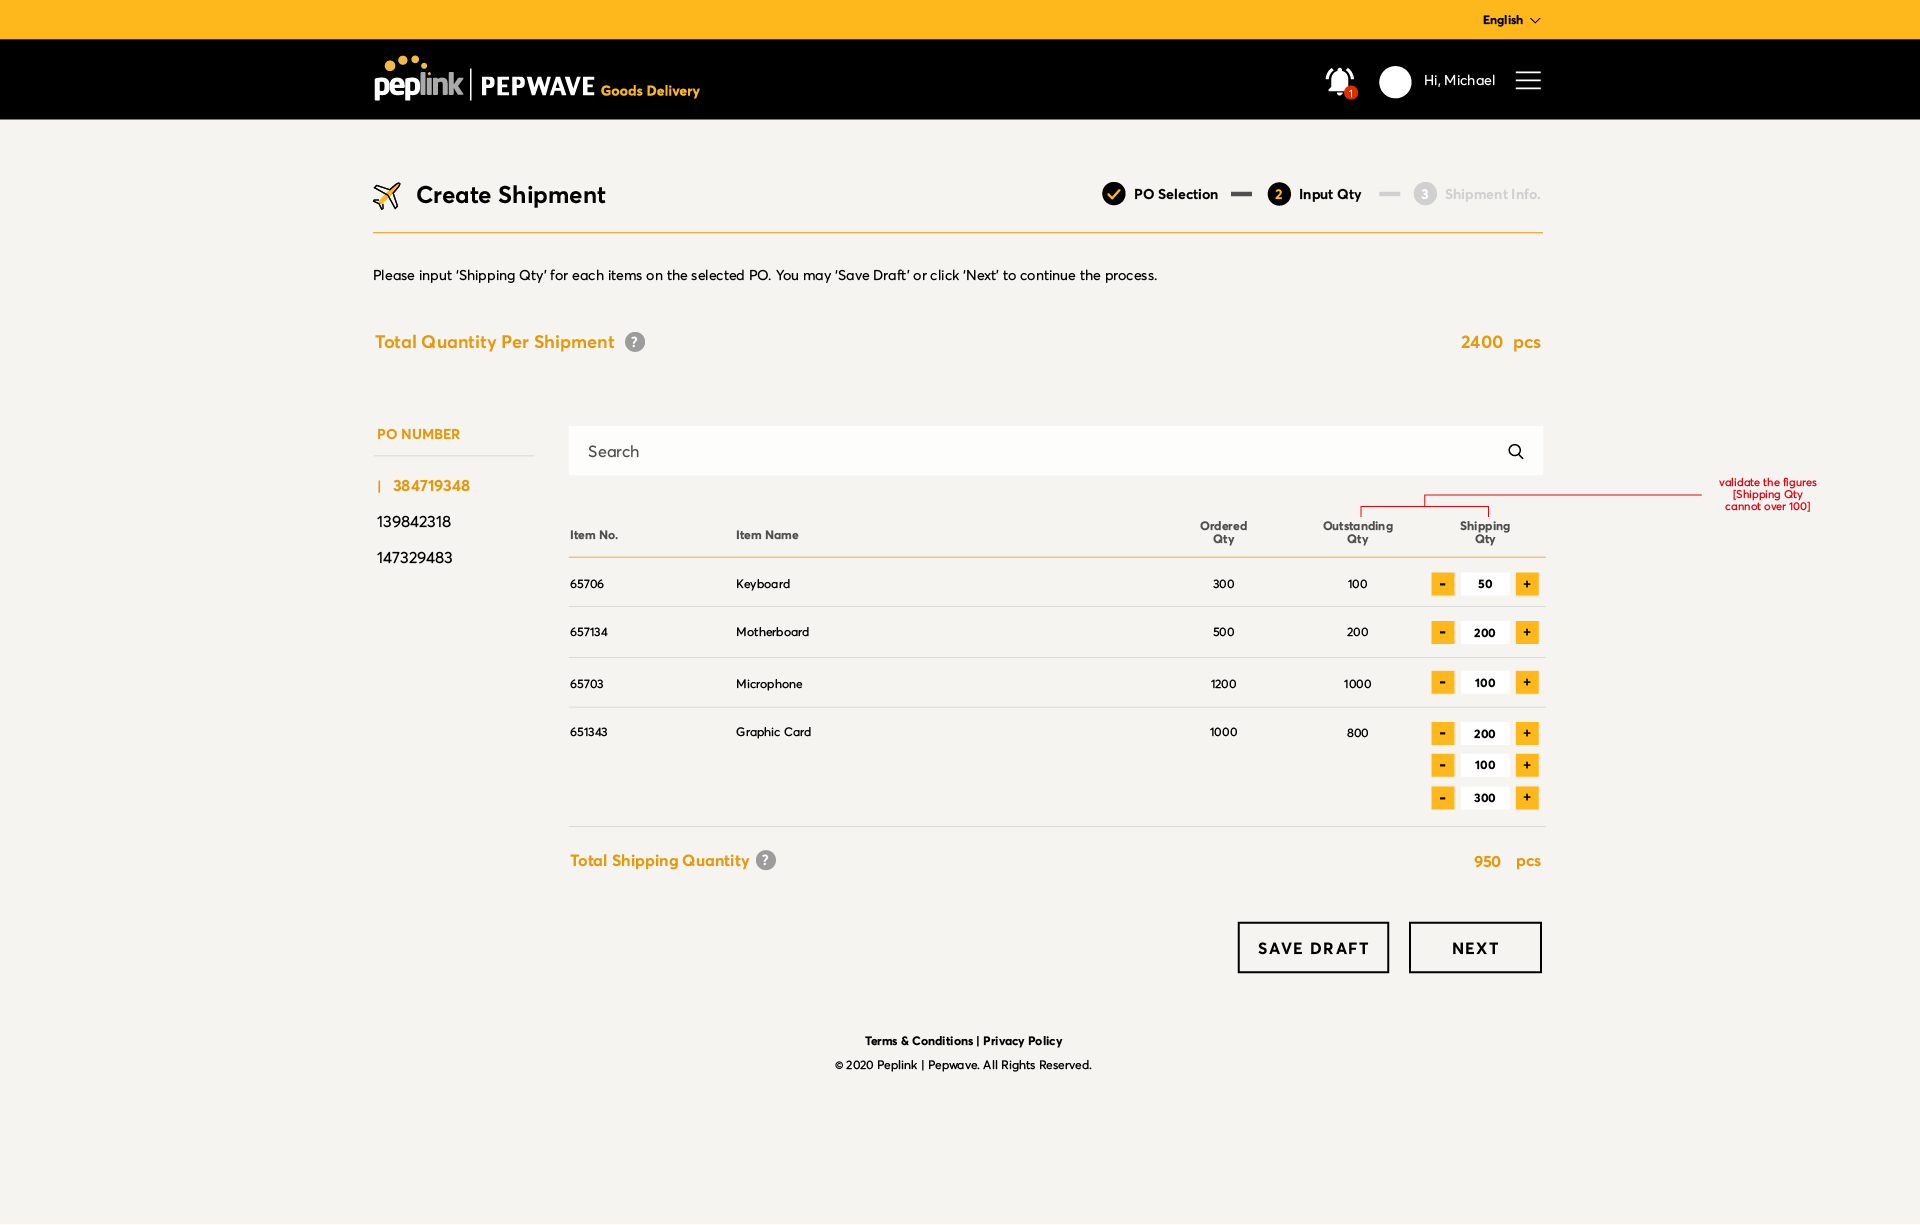 English
peplink | PEPWAVE Goods Delivery
1
Hi, Michael
Create Shipment
PO Selection
2 Input Qty
3 Shipment Info.
Please input 'Shipping Qty' for each items on the selected PO. You may 'Save Draft' or click 'Next' to continue the process.
Total Quantity Per Shipment ? 2400 pcs
PO NUMBER
| 384719348
139842318
147329483
Search
validate the figures
[Shipping Qty
cannot over 100]
Item No. Item Name Ordered Qty Outstanding Qty Shipping Qty
65706 Keyboard 300 100 - 50 +
657134 Motherboard 500 200 - 200 +
65703 Microphone 1200 1000 - 100 +
651343 Graphic Card 1000 800 - 200 +
- 100 +
- 300 +
Total Shipping Quantity ? 950 pcs
SAVE DRAFT NEXT
Terms & Conditions | Privacy Policy
© 2020 Peplink | Pepwave. All Rights Reserved.